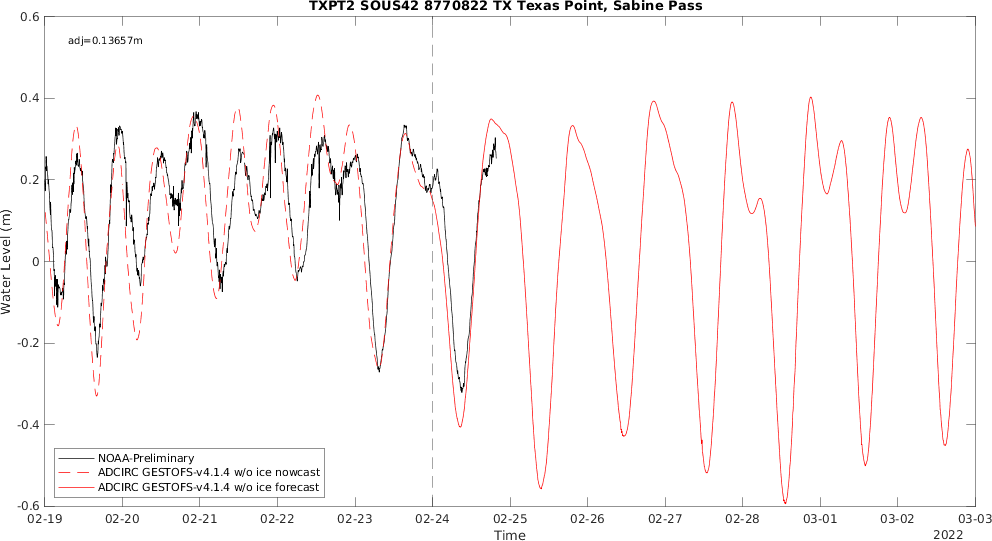 TXPT2 SOUS42 8770822 TX Texas Point, Sabine Pass
adj=0.13657m
0.6
0.4
0.2
0
-0.2
-0.4
-0.6
Water Level (m)
NOAA-Preliminary
ADCIRC GESTOFS-v4.1.4 w/o ice nowcast
ADCIRC GESTOFS-v4.1.4 w/o ice forecast
02-19 02-20 02-21 02-22 02-23 02-24 02-25 02-26 02-27 02-28 03-01 03-02 03-03
Time
2022